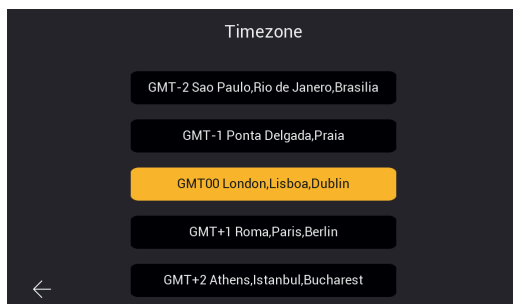 Timezone
GMT-2 Sao Paulo,Rio de Janero,Brasilia
GMT-1 Ponta Delgada,Praia
GMT00 London,Lisboa,Dublin
GMT+1 Roma,Paris,Berlin
GMT+2 Athens,Istanbul,Bucharest